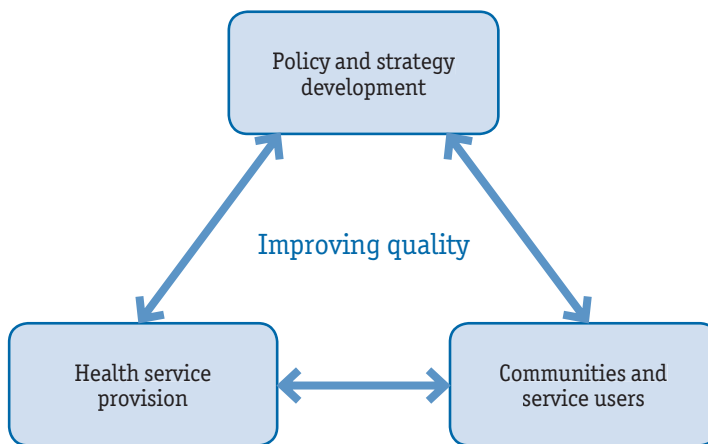 Policy and strategy
development
Improving quality
Health service
provision
Communities and
service users